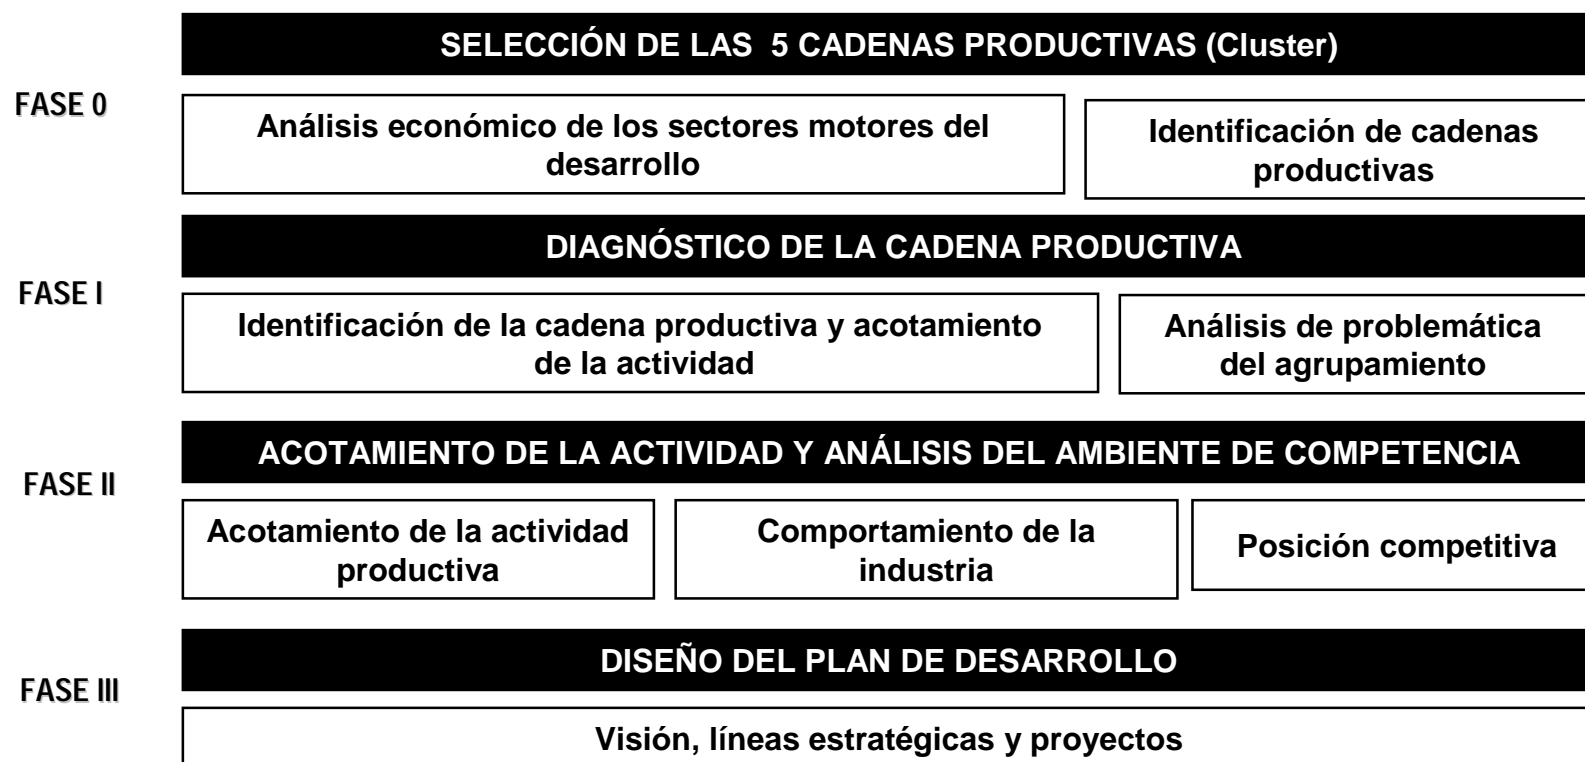 SELECCIÓN DE LAS 5 CADENAS PRODUCTIVAS (Cluster)
FASE 0
Análisis económico de los sectores motores del
desarrollo
Identificación de cadenas
productivas
DIAGNÓSTICO DE LA CADENA PRODUCTIVA
FASE I
Identificación de la cadena productiva y acotamiento
de la actividad
Análisis de problemática
del agrupamiento
ACOTAMIENTO DE LA ACTIVIDAD Y ANÁLISIS DEL AMBIENTE DE COMPETENCIA
FASE II
Acotamiento de la actividad
productiva
Comportamiento de la
industria
Posición competitiva
DISEÑO DEL PLAN DE DESARROLLO
FASE III
Visión, líneas estratégicas y proyectos